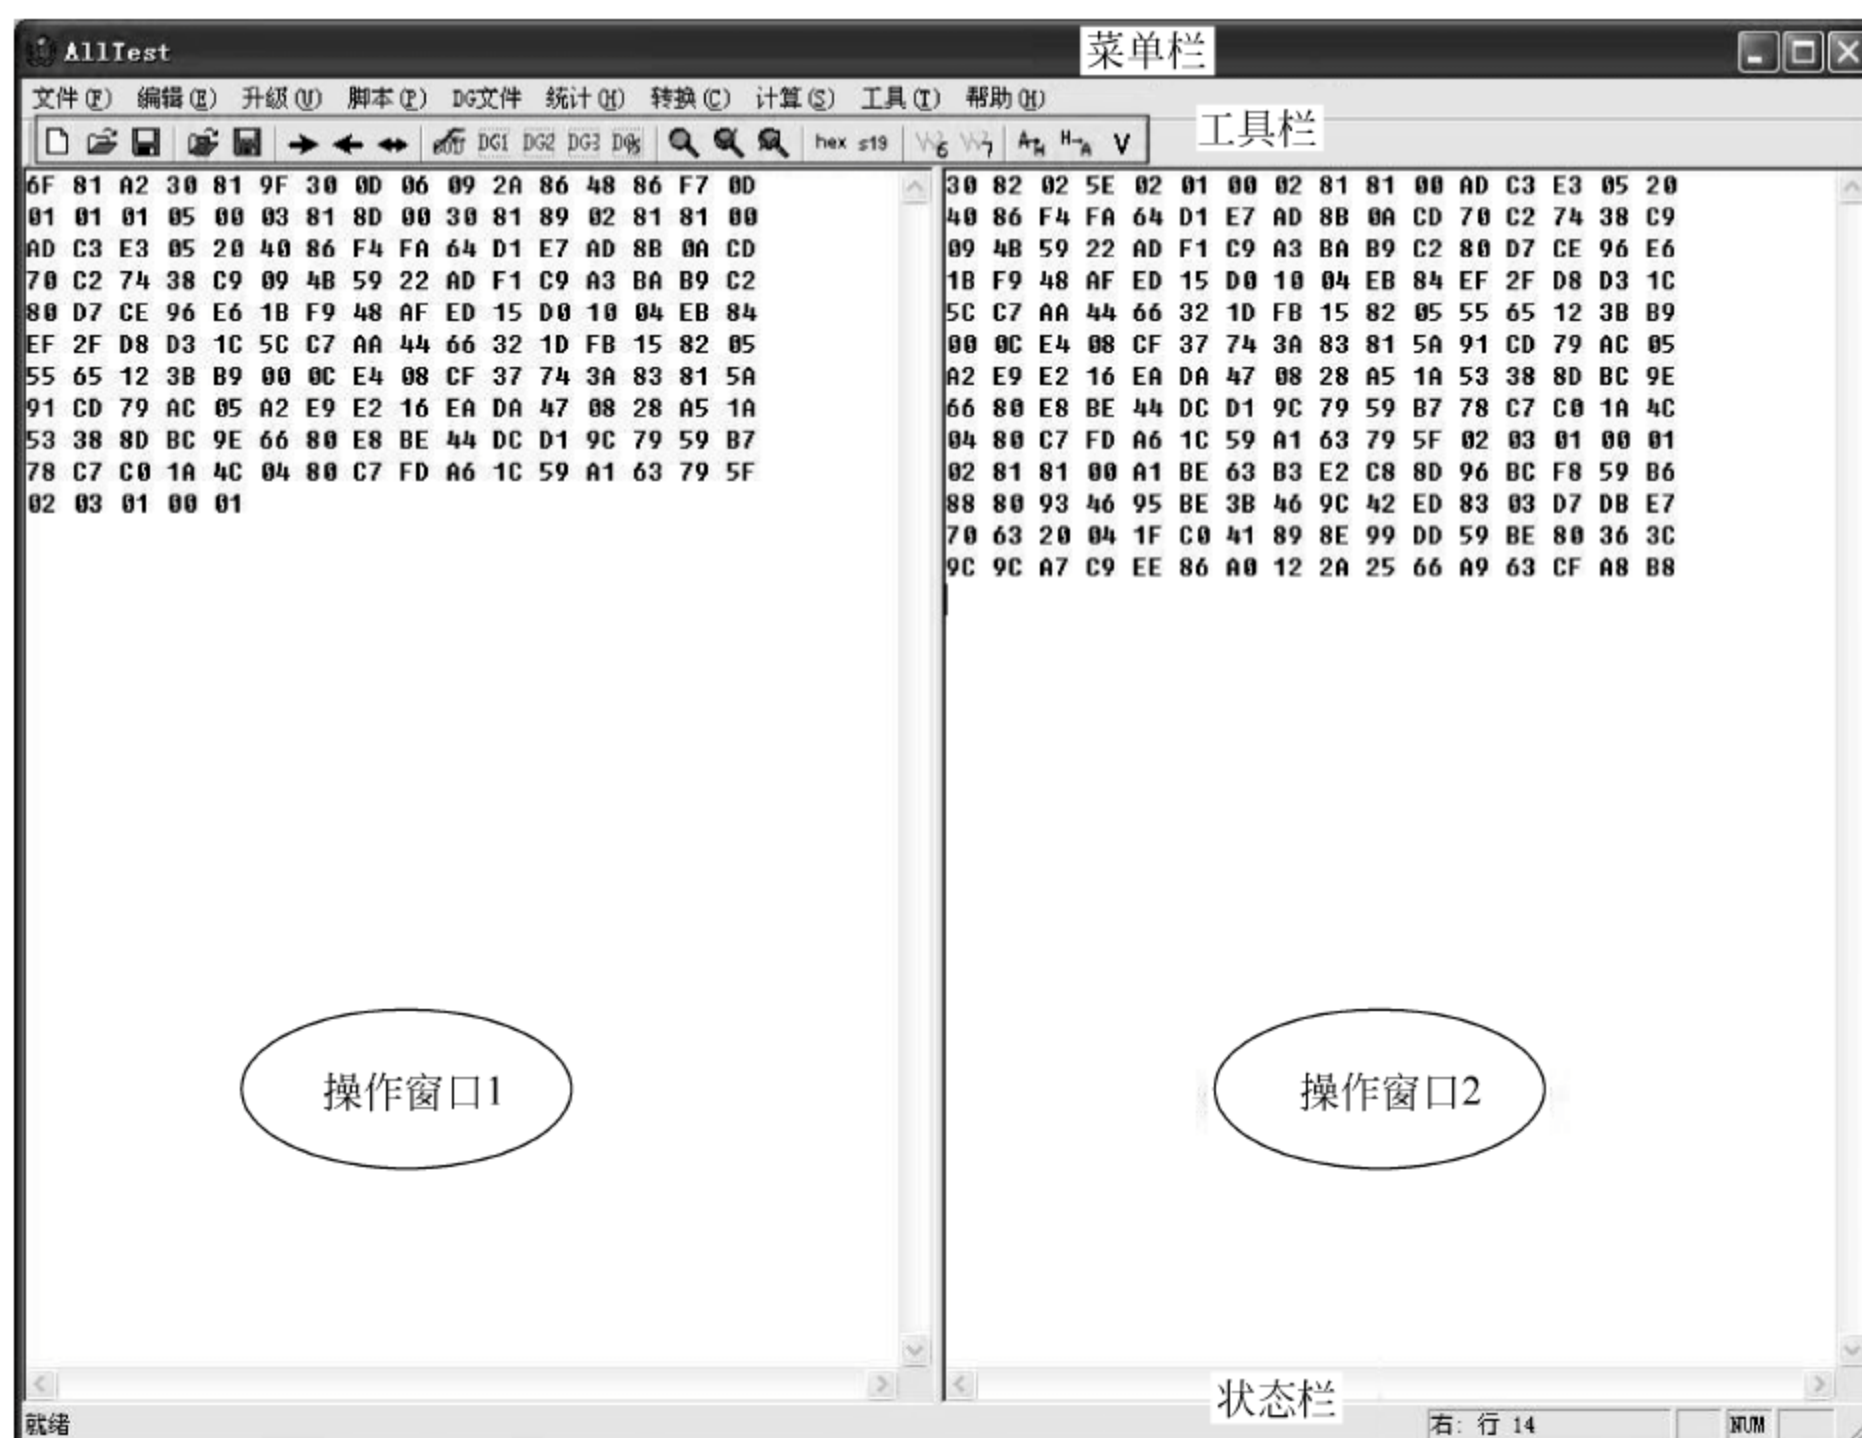 AllTest
菜单栏
文件(F) 编辑(E) 升级(U) 脚本(P) DG文件 统计(H) 转换(C) 计算(S) 工具(T) 帮助(H)
工具栏
DG1 DG2 DG3 hex s19 V
6F 81 A2 30 81 9F 30 0D 06 09 2A 86 48 86 F7 0D
01 01 01 05 00 03 81 8D 00 30 81 89 02 81 81 00
AD C3 E3 05 20 40 86 F4 FA 64 D1 E7 AD 8B 0A CD
70 C2 74 38 C9 09 4B 59 22 AD F1 C9 A3 BA B9 C2
80 D7 CE 96 E6 1B F9 48 AF ED 15 D0 10 04 EB 84
EF 2F D8 D3 1C 5C C7 AA 44 66 32 1D FB 15 82 05
55 65 12 3B B9 00 0C E4 08 CF 37 74 3A 83 81 5A
91 CD 79 AC 05 A2 E9 E2 16 EA DA 47 08 28 A5 1A
53 38 8D BC 9E 66 80 E8 BE 44 DC D1 9C 79 59 B7
78 C7 C0 1A 4C 04 80 C7 FD A6 1C 59 A1 63 79 5F
02 03 01 00 01
操作窗口1
30 82 02 5E 02 01 00 02 81 81 00 AD C3 E3 05 20
40 86 F4 FA 64 D1 E7 AD 8B 0A CD 70 C2 74 38 C9
09 4B 59 22 AD F1 C9 A3 BA B9 C2 80 D7 CE 96 E6
1B F9 48 AF ED 15 D0 10 04 EB 84 EF 2F D8 D3 1C
5C C7 AA 44 66 32 1D FB 15 82 05 55 65 12 3B B9
00 0C E4 08 CF 37 74 3A 83 81 5A 91 CD 79 AC 05
A2 E9 E2 16 EA DA 47 08 28 A5 1A 53 38 8D BC 9E
66 80 E8 BE 44 DC D1 9C 79 59 B7 78 C7 C0 1A 4C
04 80 C7 FD A6 1C 59 A1 63 79 5F 02 03 01 00 01
02 81 81 00 A1 BE 63 B3 E2 C8 8D 96 BC F8 59 B6
88 80 93 46 95 BE 3B 46 9C 42 ED 83 03 D7 DB E7
70 63 20 04 1F C0 41 89 8E 99 DD 59 BE 80 36 3C
9C 9C A7 C9 EE 86 A0 12 2A 25 66 A9 63 CF A8 B8
操作窗口2
状态栏
就绪
右: 行 14
NUM